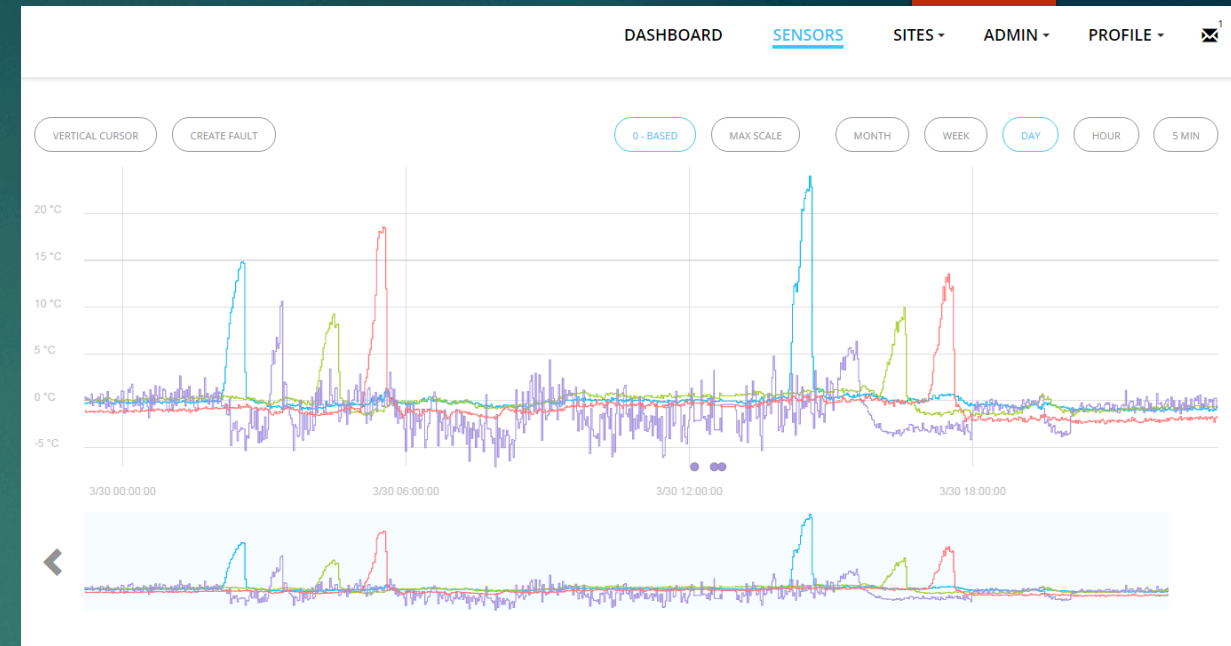 DASHBOARD SENSORS SITES ADMIN PROFILE 1
VERTICAL CURSOR CREATE FAULT 0 - BASED MAX SCALE MONTH WEEK DAY HOUR 5 MIN
20 °C
15 °C
10 °C
5 °C
0 °C
-5 °C
3/30 00:00:00 3/30 06:00:00 3/30 12:00:00 3/30 18:00:00